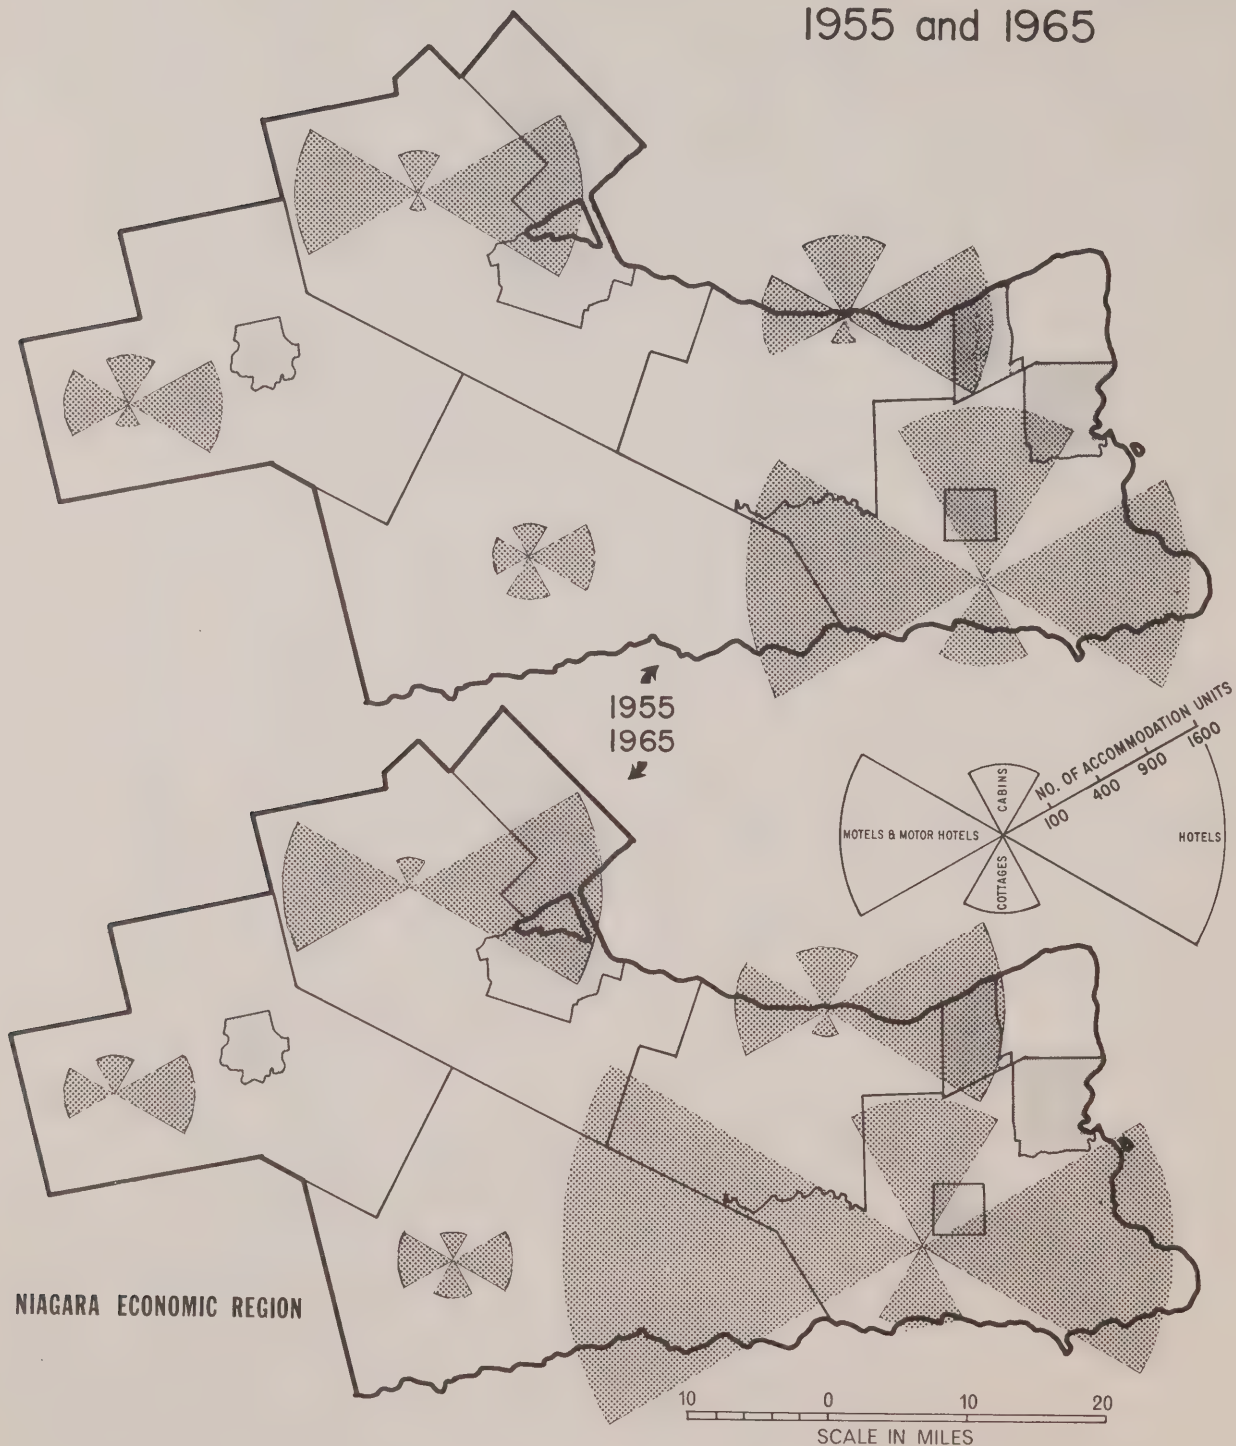 1955 and 1965
1955
1965
NO. OF ACCOMMODATION UNITS
100
400
900
1600
CABINS
MOTELS & MOTOR HOTELS
HOTELS
COTTAGES
NIAGARA ECONOMIC REGION
10 0 10 20
SCALE IN MILES